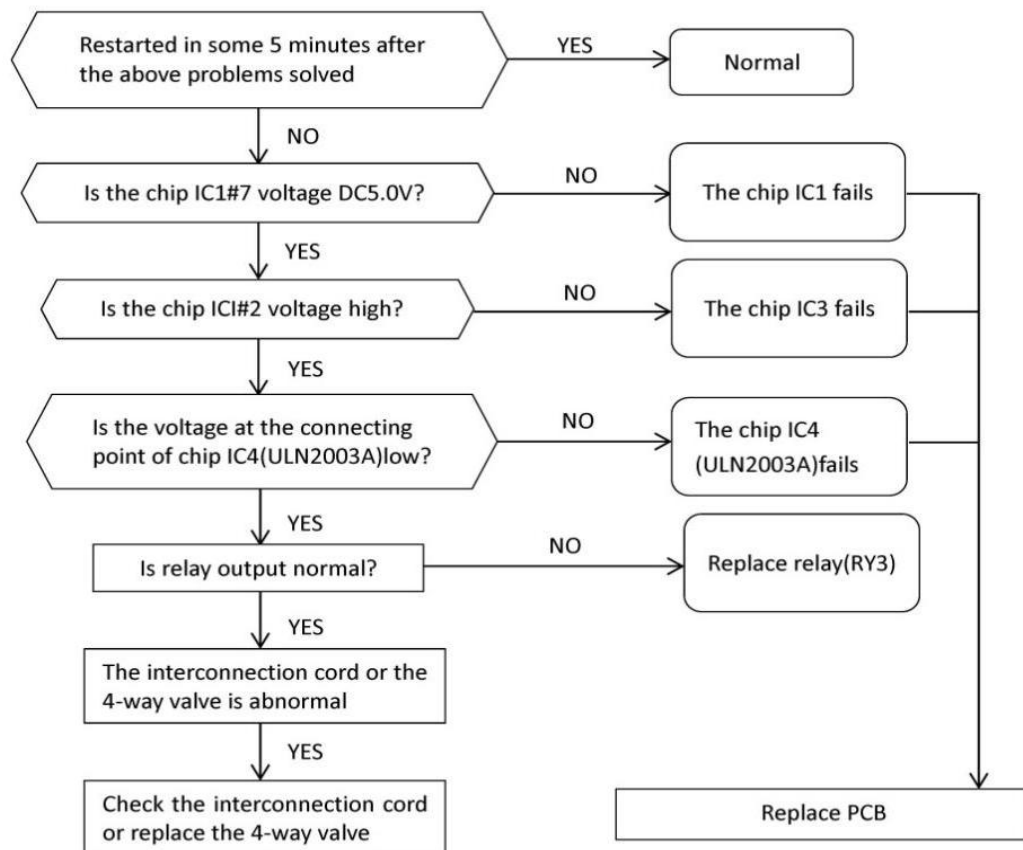 Restarted in some 5 minutes after
the above problems solved
YES
Normal
NO
Is the chip IC1#7 voltage DC5.0V?
NO
The chip IC1 fails
YES
Is the chip ICI#2 voltage high?
NO
The chip IC3 fails
YES
Is the voltage at the connecting
point of chip IC4(ULN2003A)low?
NO
The chip IC4
(ULN2003A)fails
YES
Is relay output normal?
NO
Replace relay(RY3)
YES
The interconnection cord or the
4-way valve is abnormal
YES
Check the interconnection cord
or replace the 4-way valve
Replace PCB